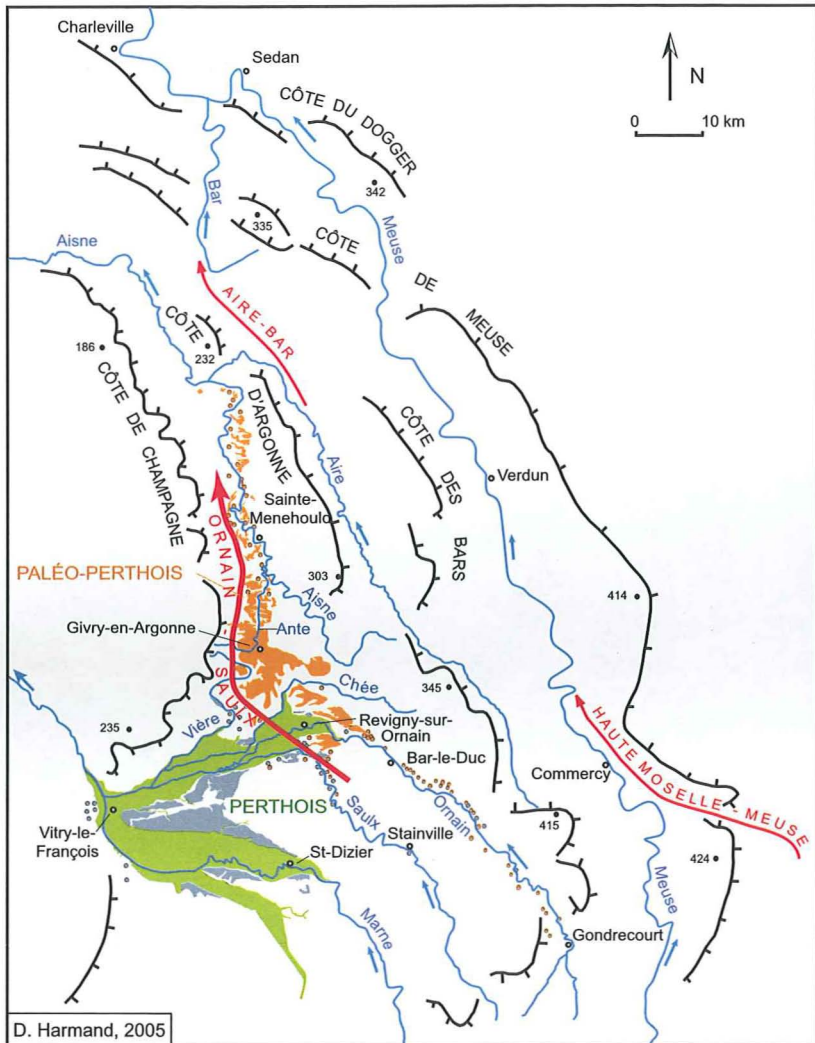 Charleville
Sedan
N
0 10 km
CÔTE DU DOGGER
342
Bar
Meuse
335
Aisne
CÔTE
DE
MEUSE
AIRE-BAR
CÔTE
232
186
CÔTE DE CHAMPAGNE
D'ARGONNE
CÔTE
DES
BARS
Aire
Verdun
Sainte-
Menehoulo
ORNAIN
PALÉO-PERTHOIS
303
Aisne
414
Givry-en-Argonne
Ante
SAULX
Chée
345
Vière
235
Revigny-sur-
Ornain
Bar-le-Duc
Commercy
HAUTE MOSELLE-MEUSE
PERTHOIS
Saulx
Ornain
415
Vitry-le-
François
Stainville
St-Dizier
424
Marne
Meuse
Gondrecourt
D. Harmand, 2005